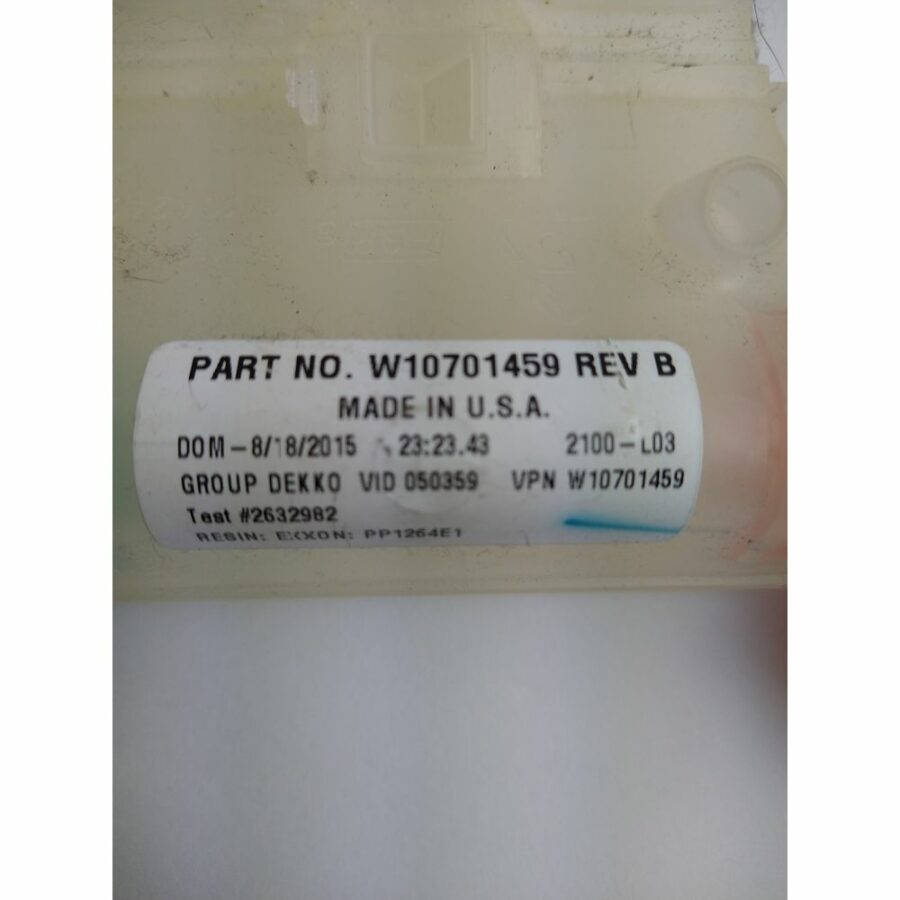 PART NO. W10701459 REV B
MADE IN U.S.A.
DOM-8/18/2015 23:23.43 2100-L03
GROUP DEKKO VID 050359 VPN W10701459
Test #2632982
RESIN: EXXON: PP1264E1